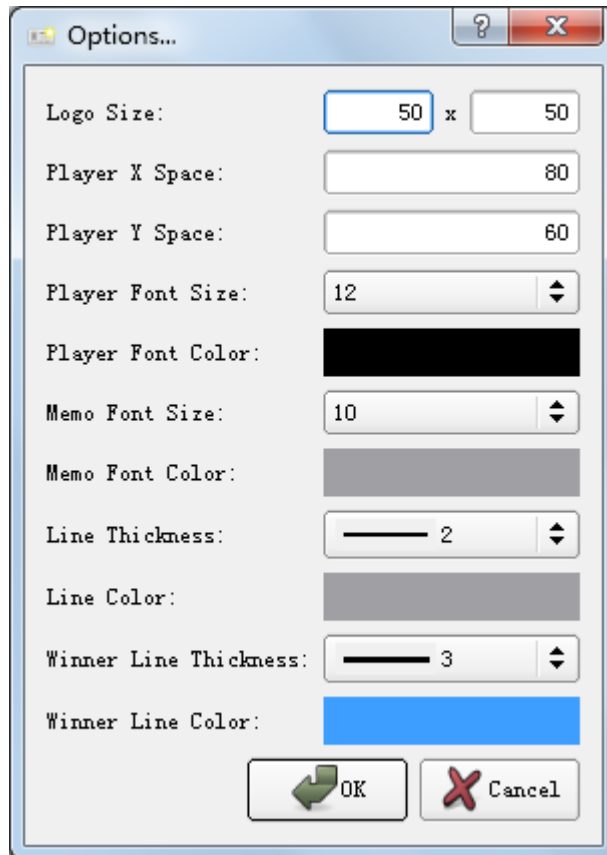 Options...
Logo Size: 50 x 50
Player X Space: 80
Player Y Space: 60
Player Font Size: 12
Player Font Color:
Memo Font Size: 10
Memo Font Color:
Line Thickness: 2
Line Color:
Winner Line Thickness: 3
Winner Line Color:
OK Cancel